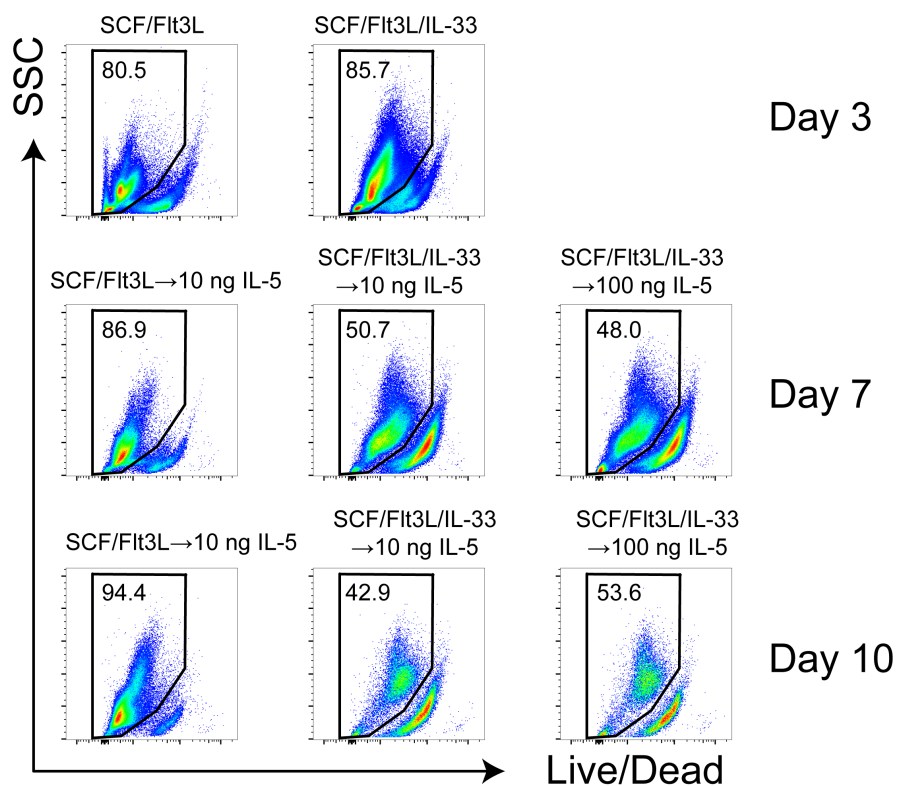 SCF/Flt3L
SCF/Flt3L/IL-33
SSC
80.5
85.7
Day 3
SCF/Flt3L→10 ng IL-5
SCF/Flt3L/IL-33
→10 ng IL-5
SCF/Flt3L/IL-33
→100 ng IL-5
86.9
50.7
48.0
Day 7
SCF/Flt3L→10 ng IL-5
SCF/Flt3L/IL-33
→10 ng IL-5
SCF/Flt3L/IL-33
→100 ng IL-5
94.4
42.9
53.6
Day 10
Live/Dead